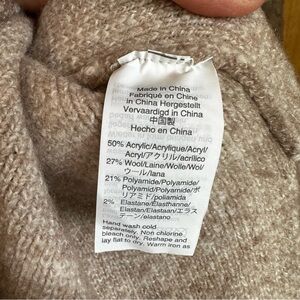 Made in China
Fabriqué en Chine
in China Hergestellt
Vervaardigd in China
中国製
Hecho en China
50% Acrylic/Acrylique/Acryl/
Acryl/アクリル/acrílico
27% Wool/Laine/Wolle/Wol/
ウール/lana
21% Polyamide/Polyamide/
Polyamid/Polyamide/ポ
リアミド/poliamida
2% Elastane/Élasthanne/
Elastan/Elastaan/エラス
テーン/elastano
Hand wash cold
separately. Non chlorine
bleach only. Reshape and
lay flat to dry. Warm iron as